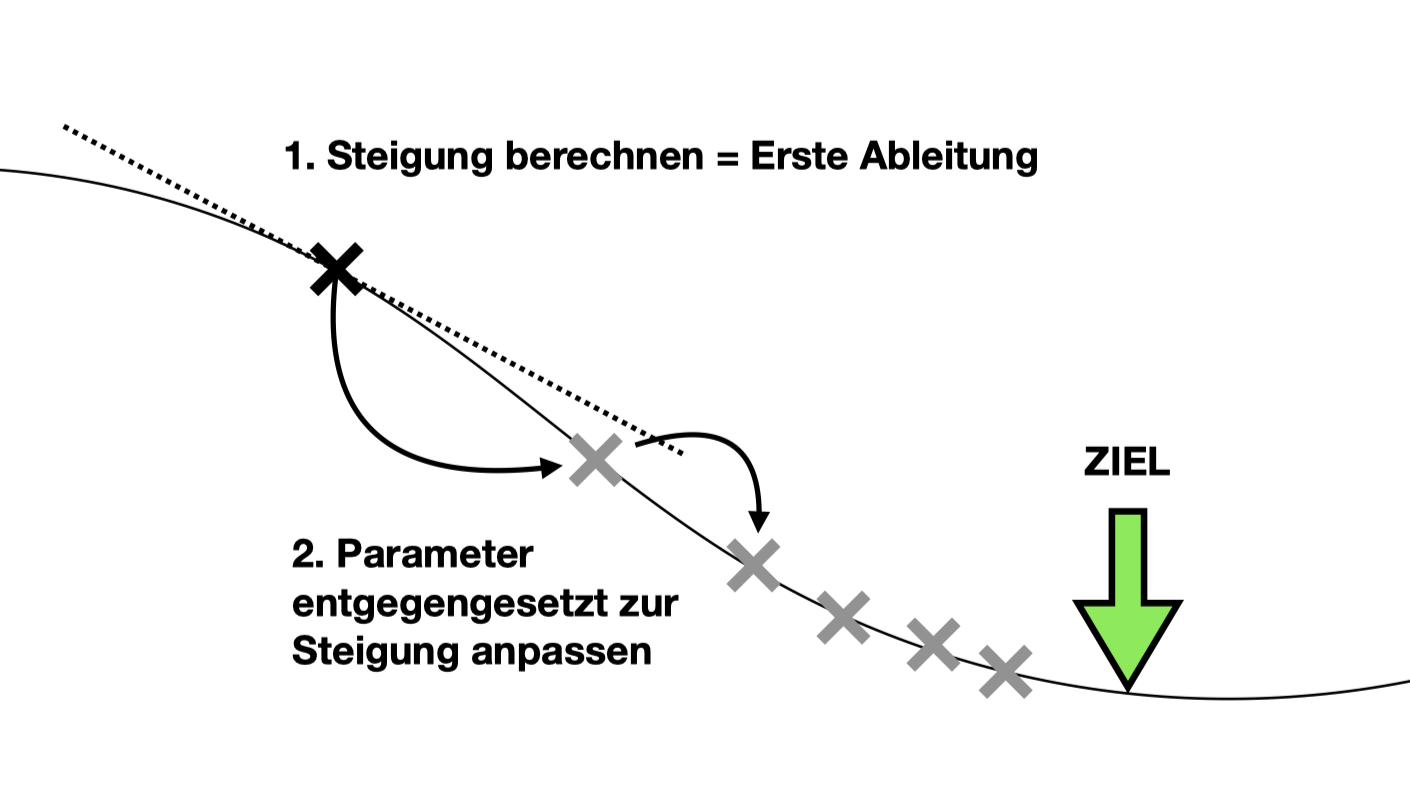 1. Steigung berechnen = Erste Ableitung
ZIEL
2. Parameter
entgegengesetzt zur
Steigung anpassen